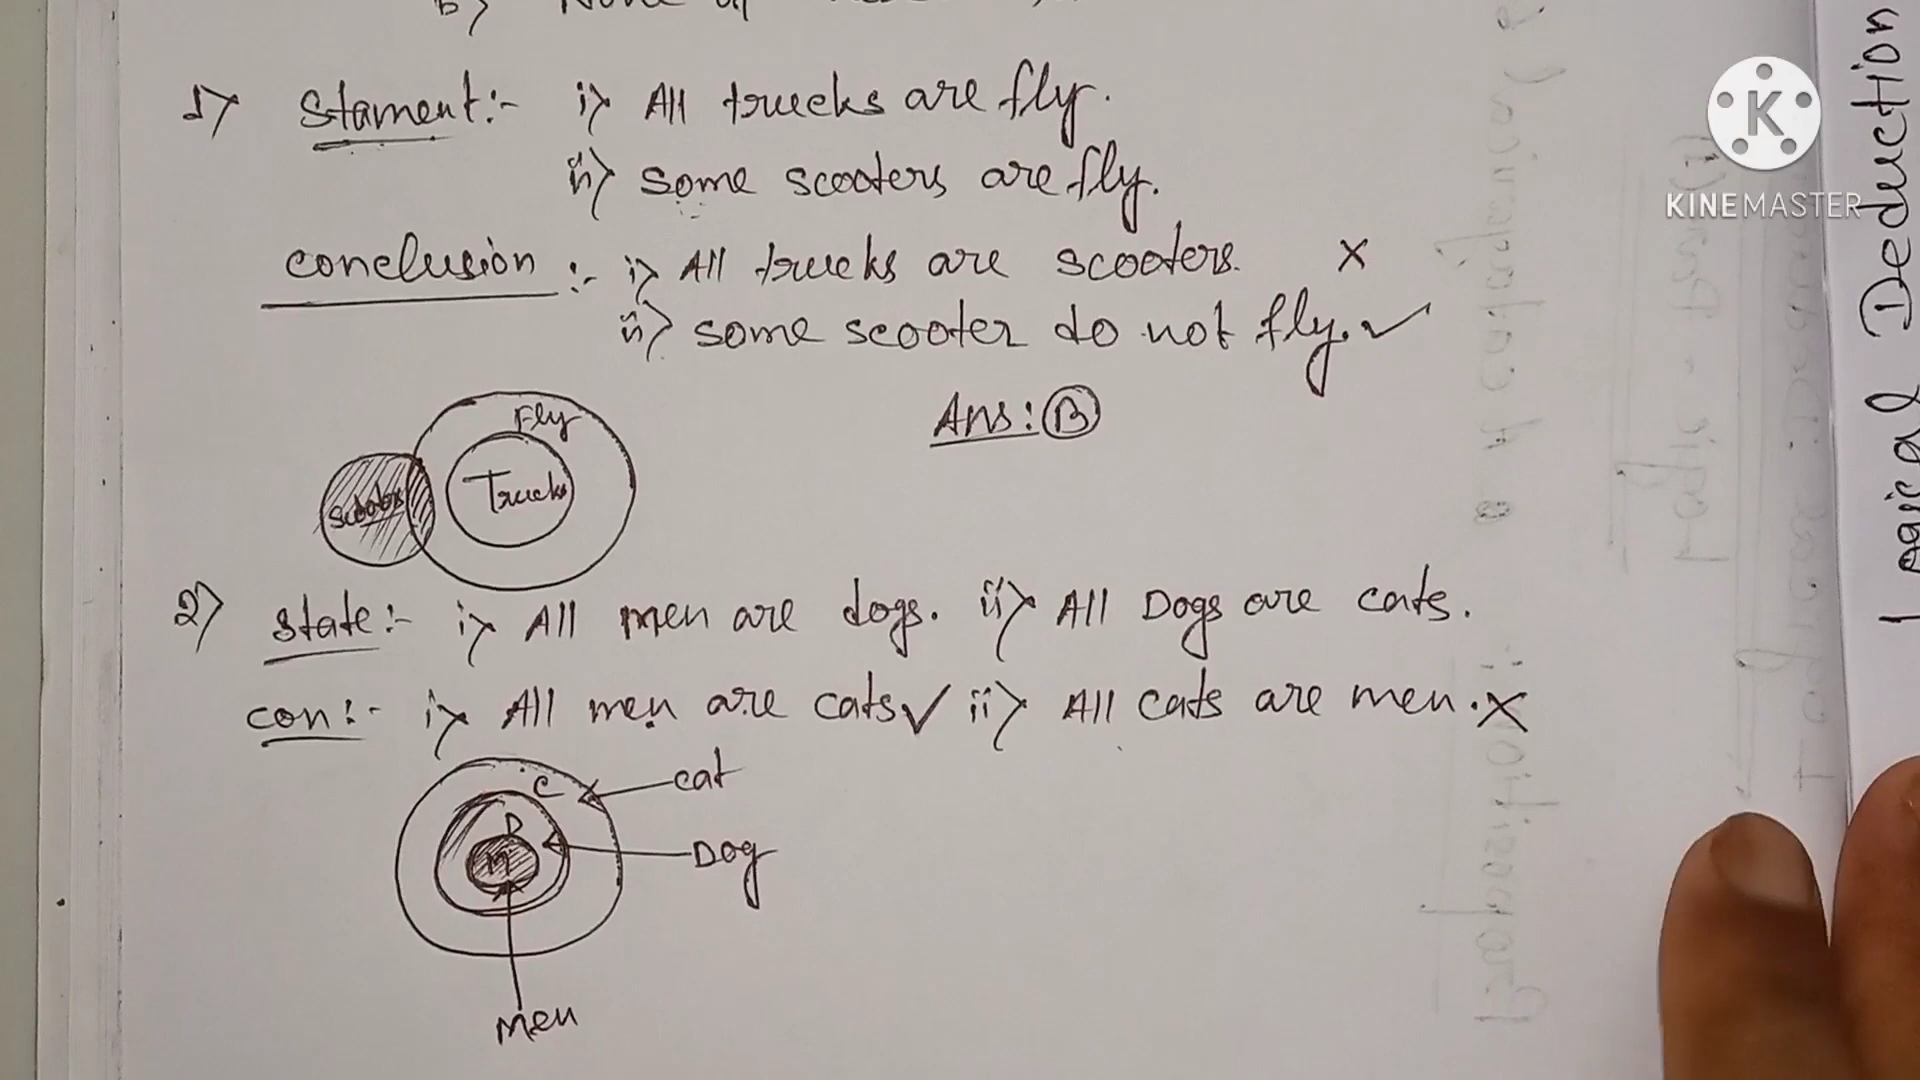 1) Stament:- i) All trucks are fly.
ii) some scooters are fly.
conclusion :- i) All trucks are scooters. X
ii) some scooter do not fly. ✓
Ans: B
Fly
Scooters
Trucks
2) State:- i) All men are dogs. ii) All Dogs are cats.
con:- i) All men are cats ✓ ii) All cats are men. X
C
cat
D
M
Dog
men
K
KINEMASTER
Logical Deduction